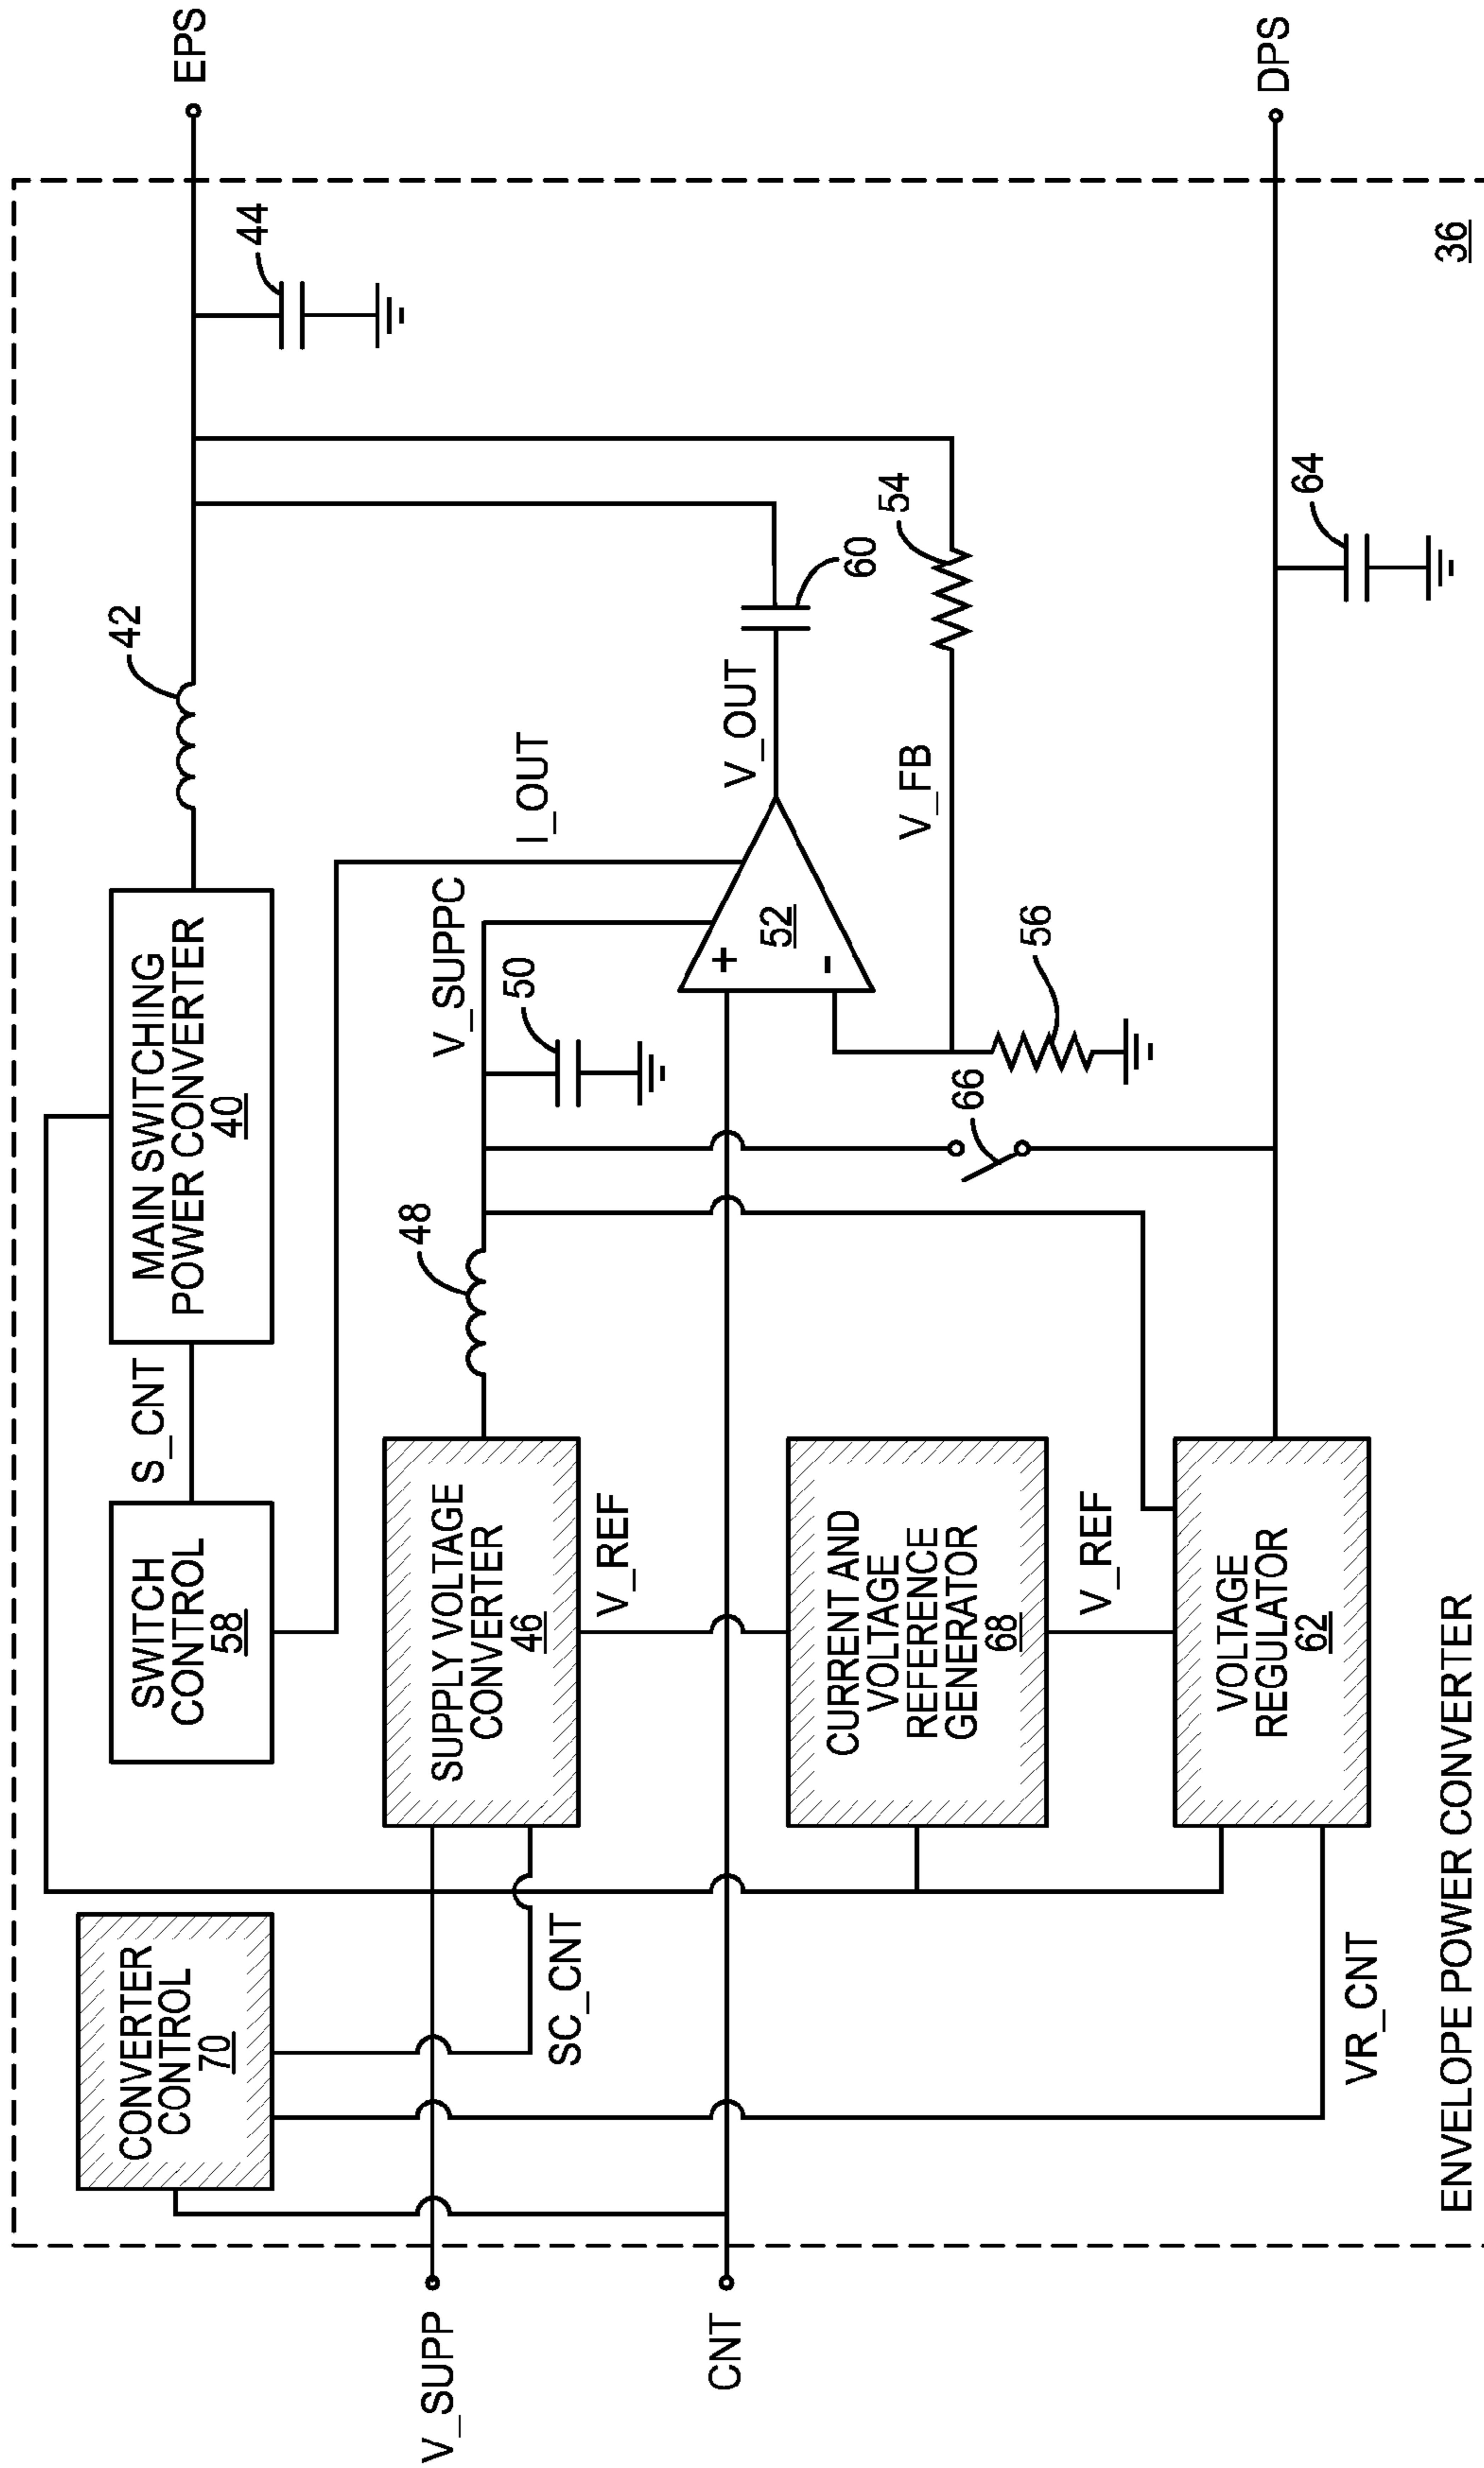 CONVERTER
CONTROL
70
SWITCH
CONTROL
58
S_CNT
MAIN SWITCHING
POWER CONVERTER
40
42
44
EPS
V_SUPP
SC_CNT
SUPPLY VOLTAGE
CONVERTER
46
48
V_SUPPC
50
I_OUT
V_REF
CNT
+
-
52
V_OUT
60
CURRENT AND
VOLTAGE
REFERENCE
GENERATOR
68
V_FB
54
56
66
V_REF
VOLTAGE
REGULATOR
62
VR_CNT
64
DPS
ENVELOPE POWER CONVERTER
36